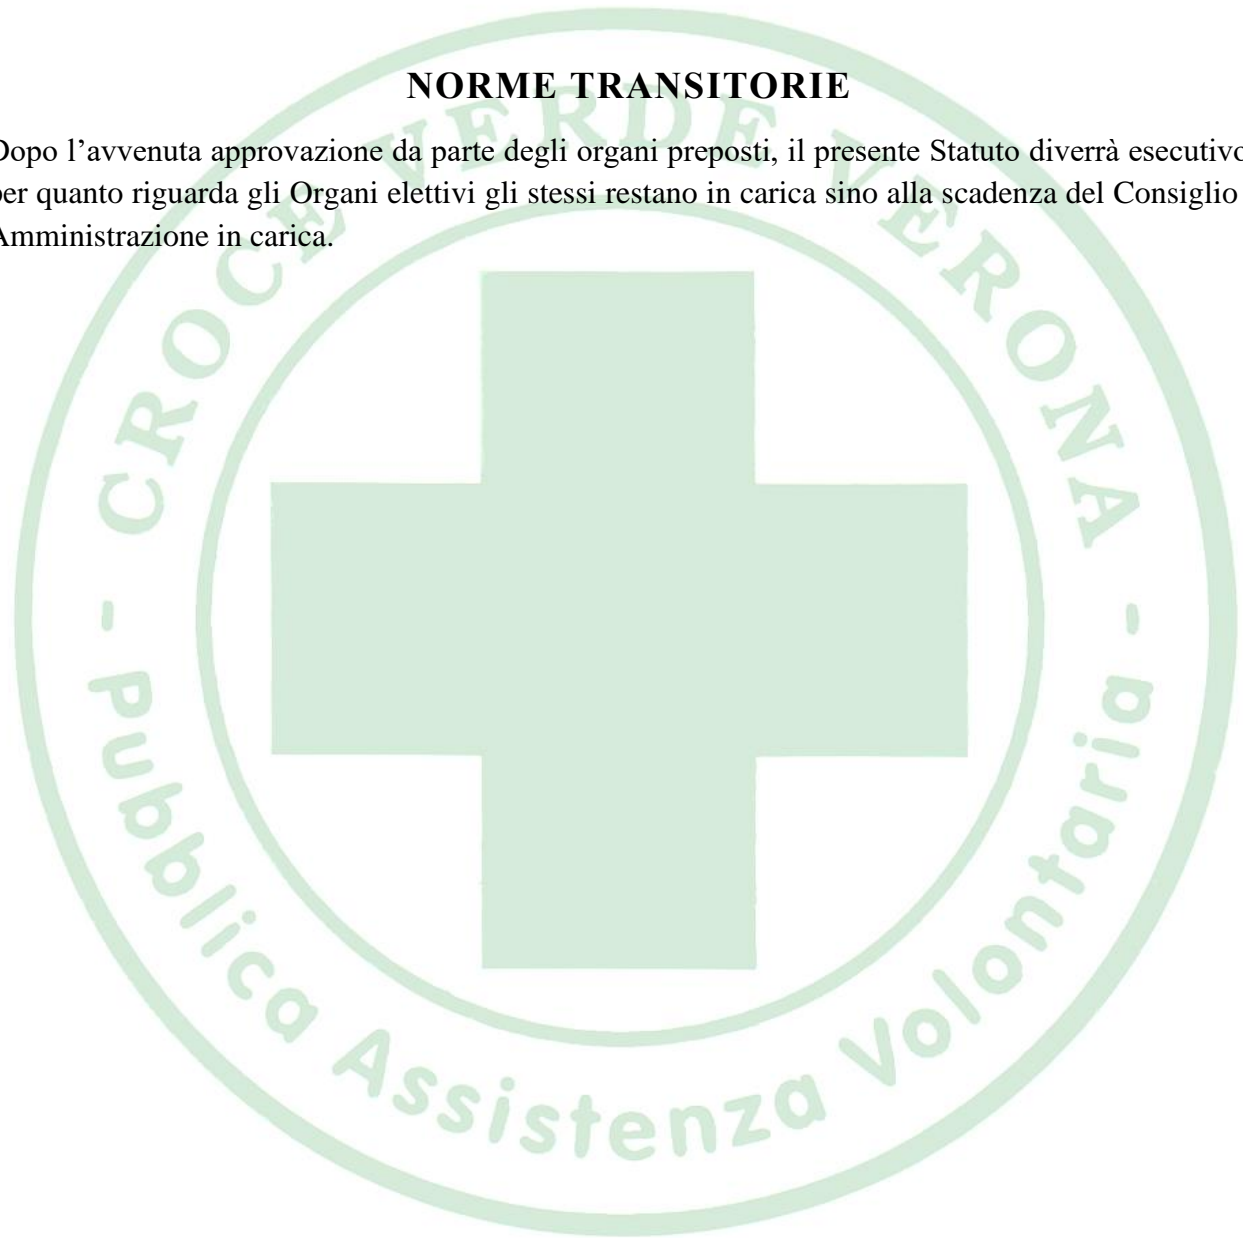 NORME TRANSITORIE
Dopo l’avvenuta approvazione da parte degli organi preposti, il presente Statuto diverrà esecutivo
per quanto riguarda gli Organi elettivi gli stessi restano in carica sino alla scadenza del Consiglio
Amministrazione in carica.
CROCE VERDE VERONA
- Pubblica Assistenza Volontaria -